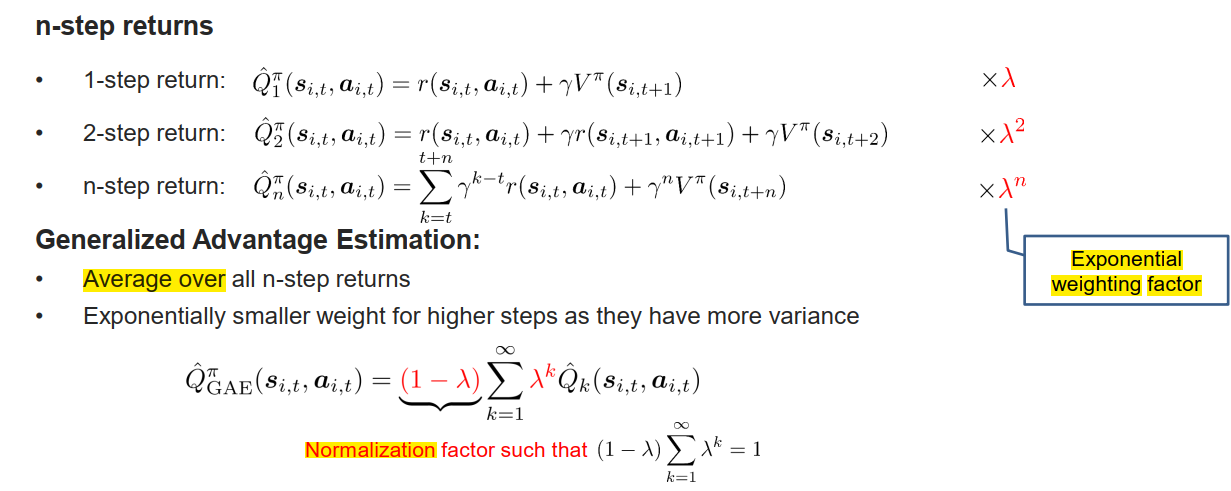 n-step returns
• 1-step return: $\hat{Q}_1^\pi(\boldsymbol{s}_{i,t}, \boldsymbol{a}_{i,t}) = r(\boldsymbol{s}_{i,t}, \boldsymbol{a}_{i,t}) + \gamma V^\pi(\boldsymbol{s}_{i,t+1})$ $\times \lambda$
• 2-step return: $\hat{Q}_2^\pi(\boldsymbol{s}_{i,t}, \boldsymbol{a}_{i,t}) = r(\boldsymbol{s}_{i,t}, \boldsymbol{a}_{i,t}) + \gamma r(\boldsymbol{s}_{i,t+1}, \boldsymbol{a}_{i,t+1}) + \gamma V^\pi(\boldsymbol{s}_{i,t+2})$ $\times \lambda^2$
• n-step return: $\hat{Q}_n^\pi(\boldsymbol{s}_{i,t}, \boldsymbol{a}_{i,t}) = \sum_{k=t}^{t+n} \gamma^{k-t} r(\boldsymbol{s}_{i,t}, \boldsymbol{a}_{i,t}) + \gamma^n V^\pi(\boldsymbol{s}_{i,t+n})$ $\times \lambda^n$
Generalized Advantage Estimation:
Exponential
weighting factor
• Average over all n-step returns
• Exponentially smaller weight for higher steps as they have more variance
$\hat{Q}_{\mathrm{GAE}}^\pi(\boldsymbol{s}_{i,t}, \boldsymbol{a}_{i,t}) = \underbrace{(1 - \lambda)} \sum_{k=1}^{\infty} \lambda^k \hat{Q}_k(\boldsymbol{s}_{i,t}, \boldsymbol{a}_{i,t})$
Normalization factor such that $(1 - \lambda) \sum_{k=1}^{\infty} \lambda^k = 1$